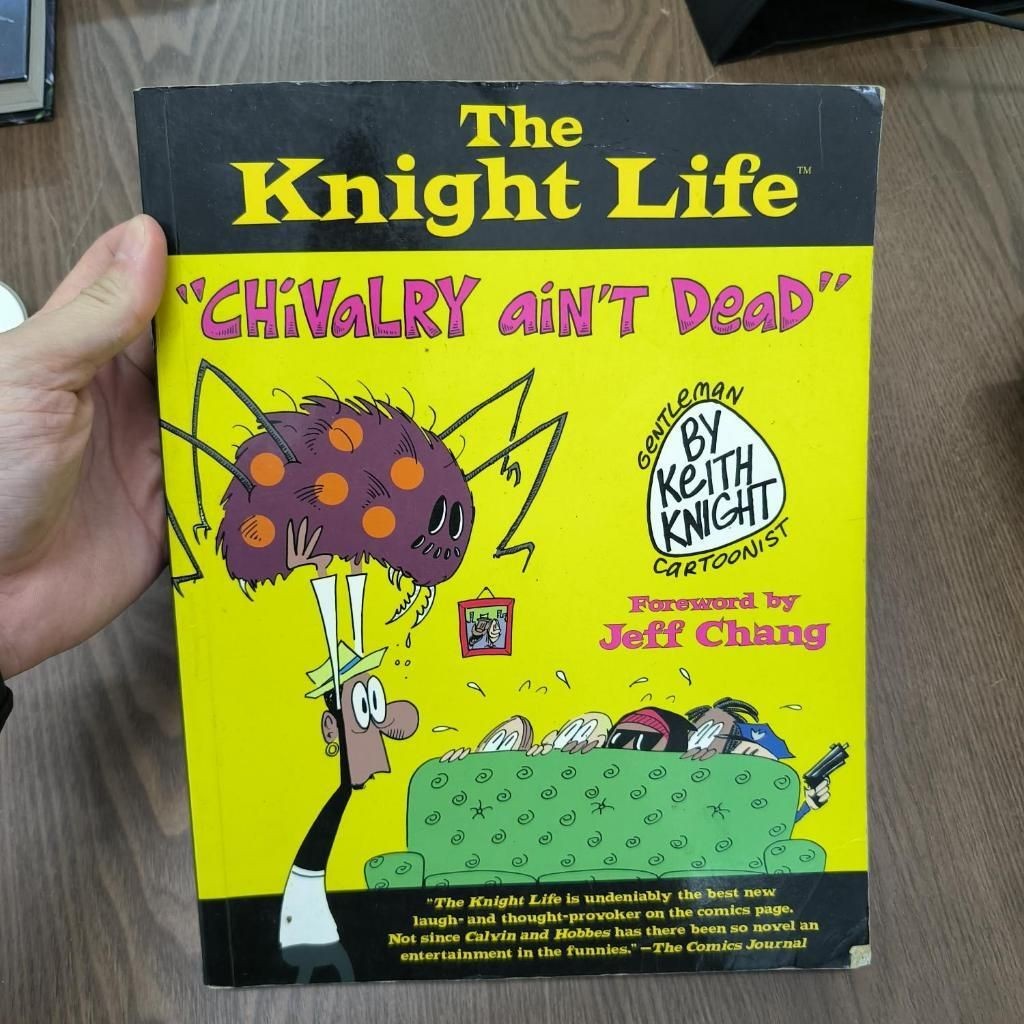 The
Knight Life™
"CHiVaLRY aiN'T DeaD"
GeNTLeMaN
BY
KeiTH
KNIGHT
CaRTOONiST
Foreword by
Jeff Chang
"The Knight Life is undeniably the best new
laugh- and thought-provoker on the comics page.
Not since Calvin and Hobbes has there been so novel an
entertainment in the funnies." —The Comics Journal